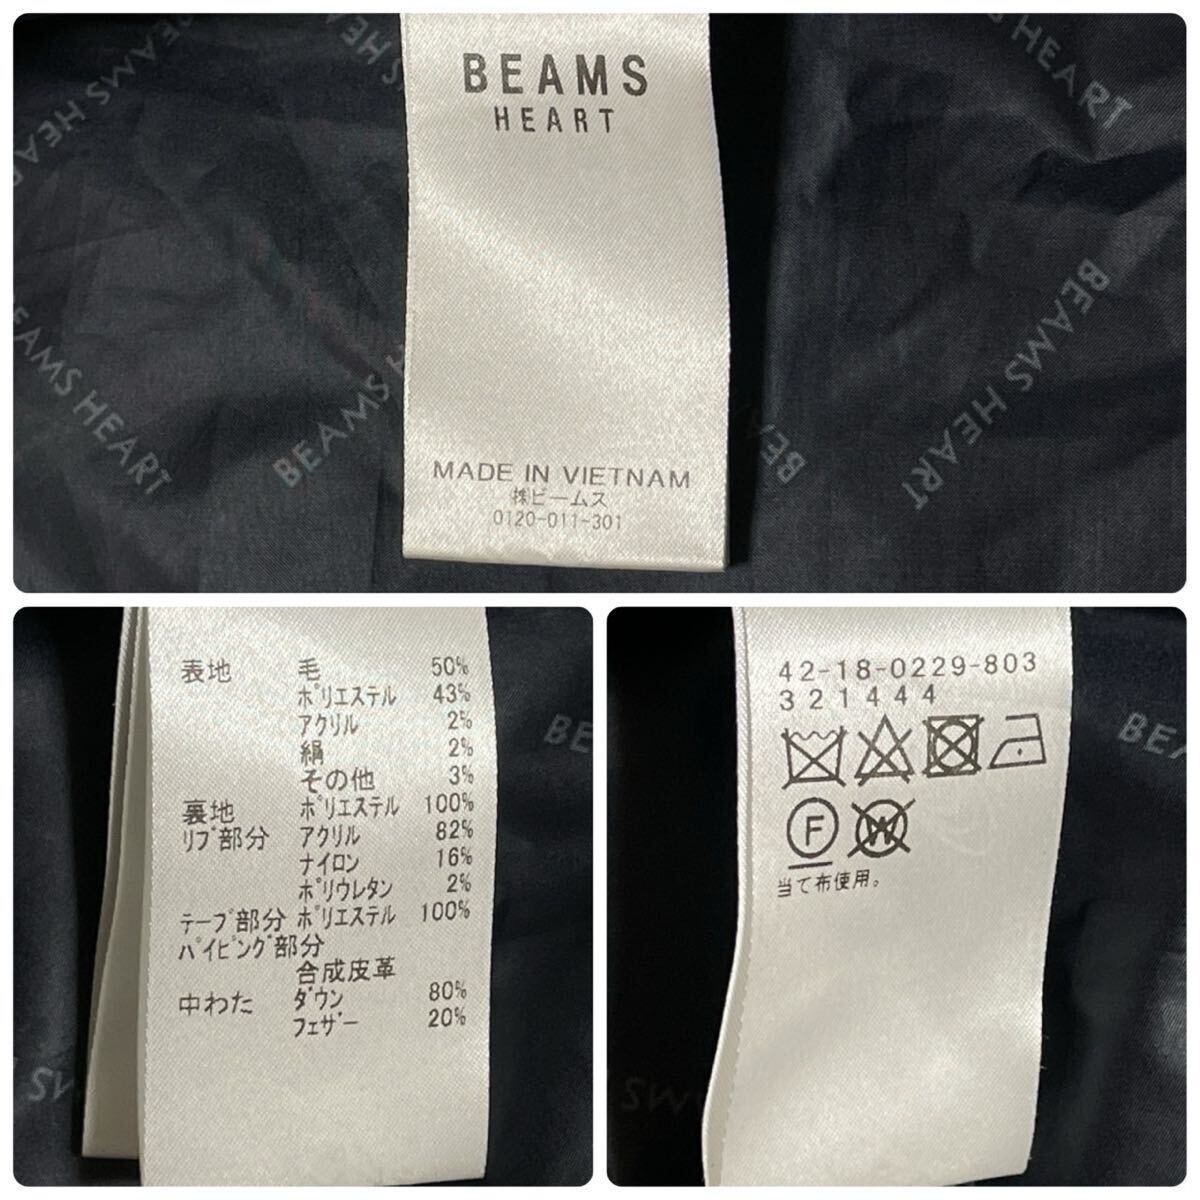 BEAMS
HEART
MADE IN VIETNAM
㈱ビームス
0120-011-301
BEAMS HEART
BEAMS HEART
BEAMS HEART
BEAMS HEART
表地 毛 50%
ポリエステル 43%
アクリル 2%
絹 2%
その他 3%
裏地 ポリエステル 100%
リブ部分 アクリル 82%
ナイロン 16%
ポリウレタン 2%
テープ部分 ポリエステル 100%
パイピング部分
合成皮革
中わた ダウン 80%
フェザー 20%
42-18-0229-803
321444
F
W
当て布使用。